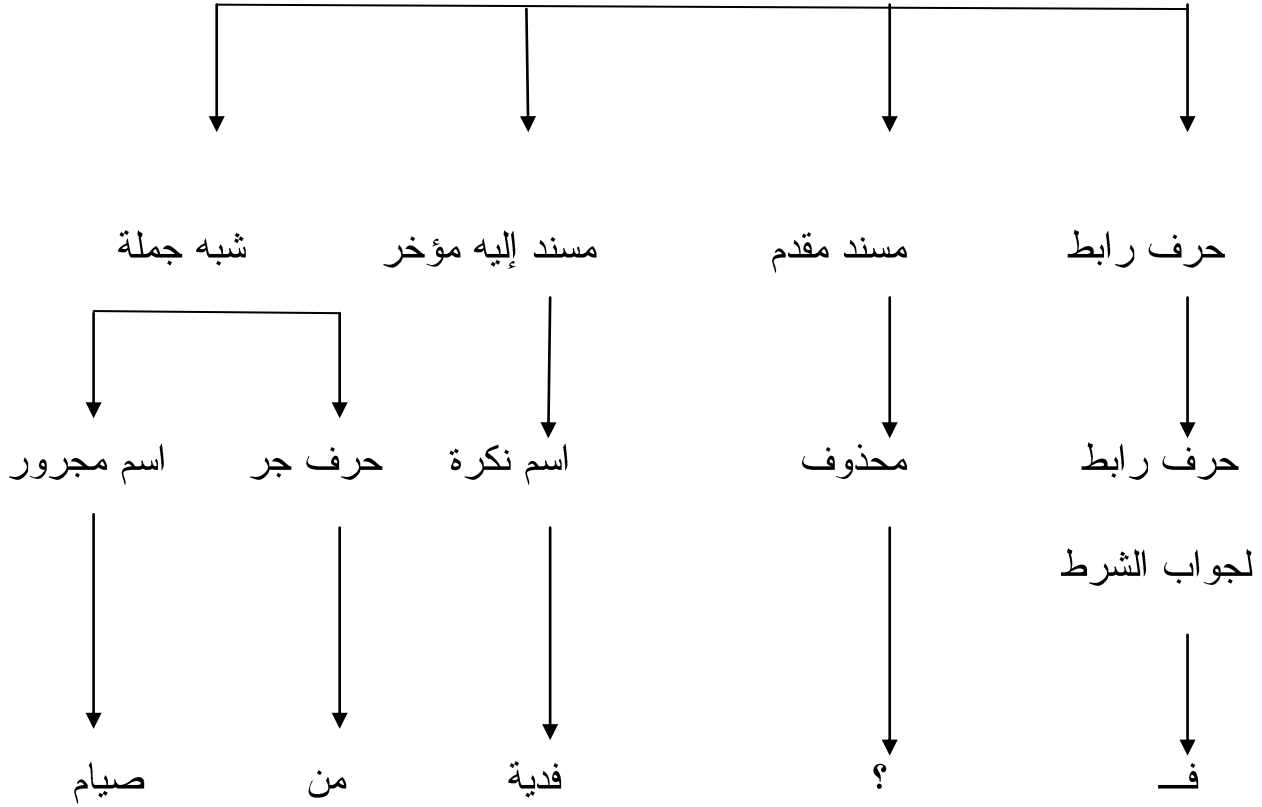 حرف رابط مسند مقدم مسند إليه مؤخر شبه جملة
حرف رابط محذوف اسم نكرة حرف جر اسم مجرور
لجواب الشرط
فـــ ؟ فدية من صيام